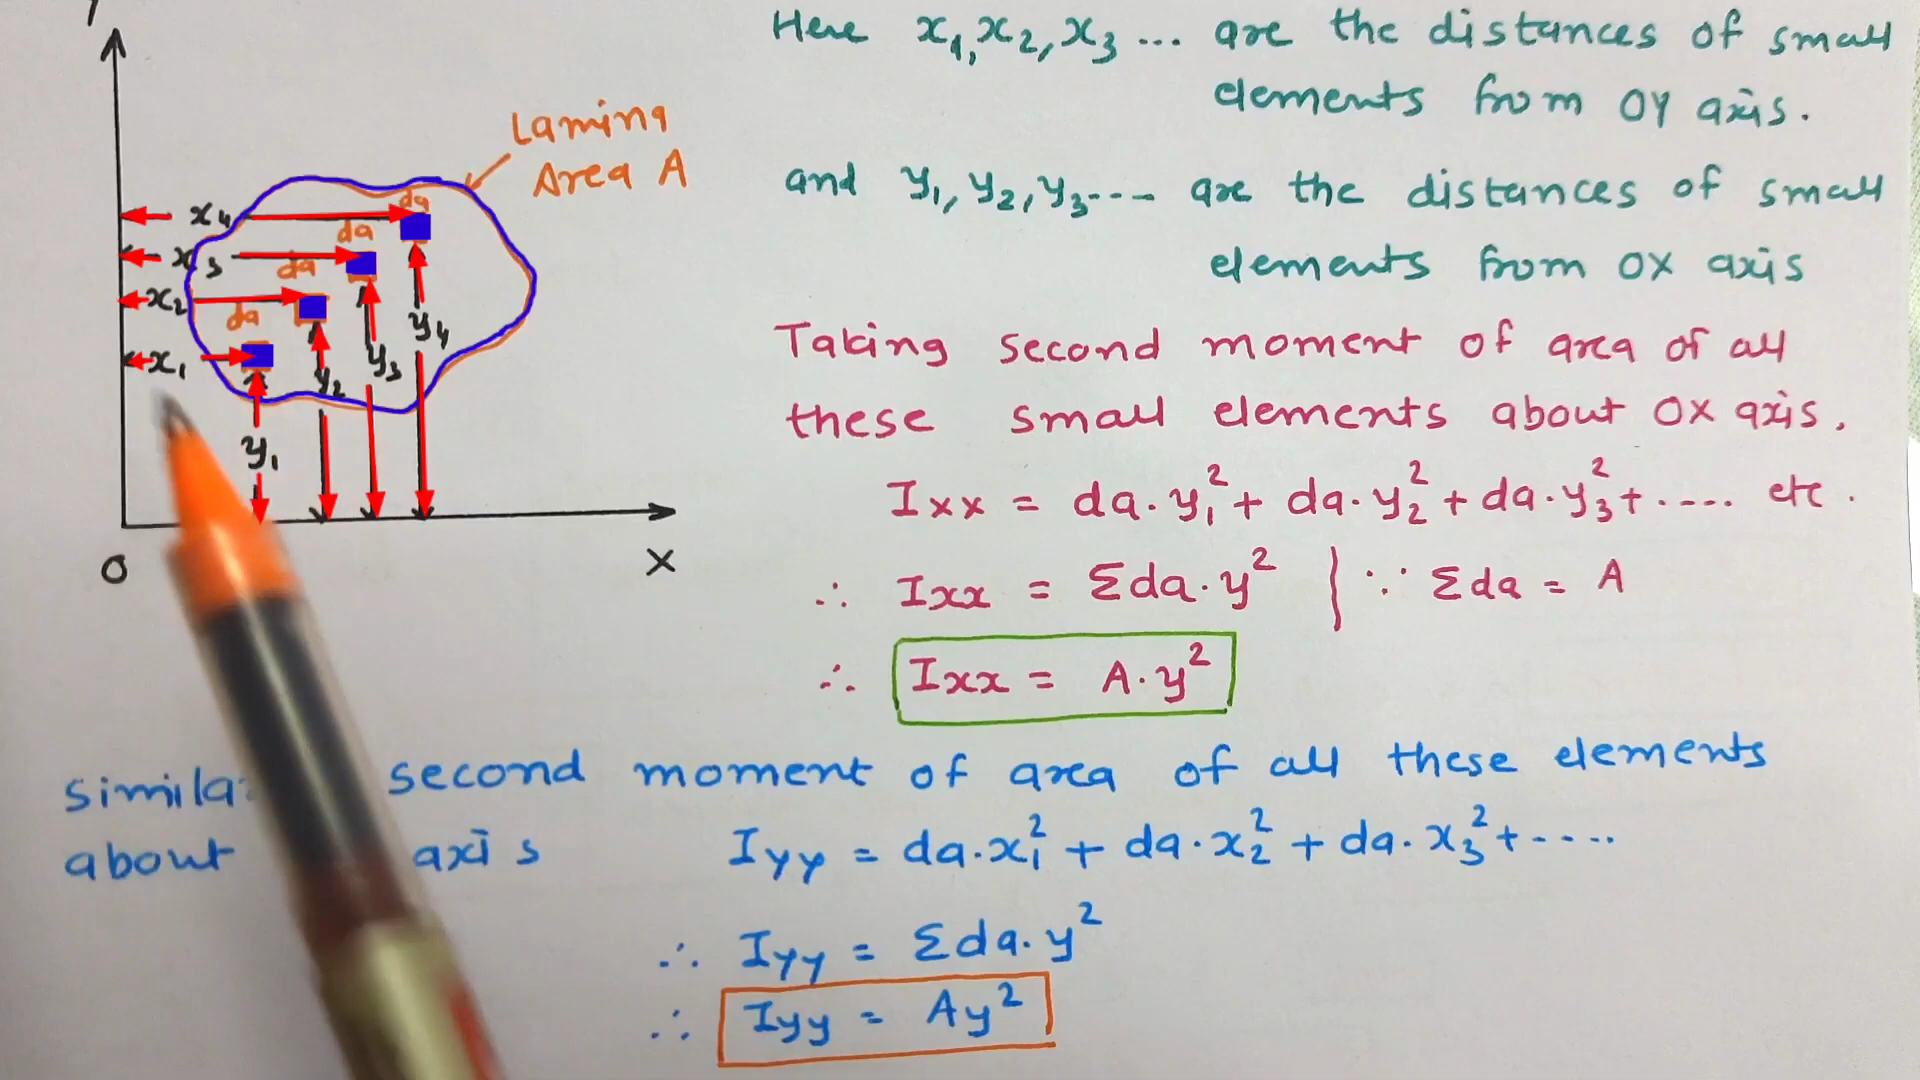 Lamina
Area A
da
x4
da
x3
da
x2
da
y4
y3
x1
y2
y1
O
X
Here x1, x2, x3 ... are the distances of small
elements from OY axis.
and y1, y2, y3 --- are the distances of small
elements from OX axis
Taking second moment of area of all
these small elements about OX axis,
Ixx = da.y1² + da.y2² + da.y3² + ..... etc.
∴ Ixx = Σda.y² | ∵ Σda = A
∴ Ixx = A.y²
second moment of area of all these elements
about axis Iyy = da.x1² + da.x2² + da.x3² + ....
∴ Iyy = Σda.y²
∴ Iyy = Ay²